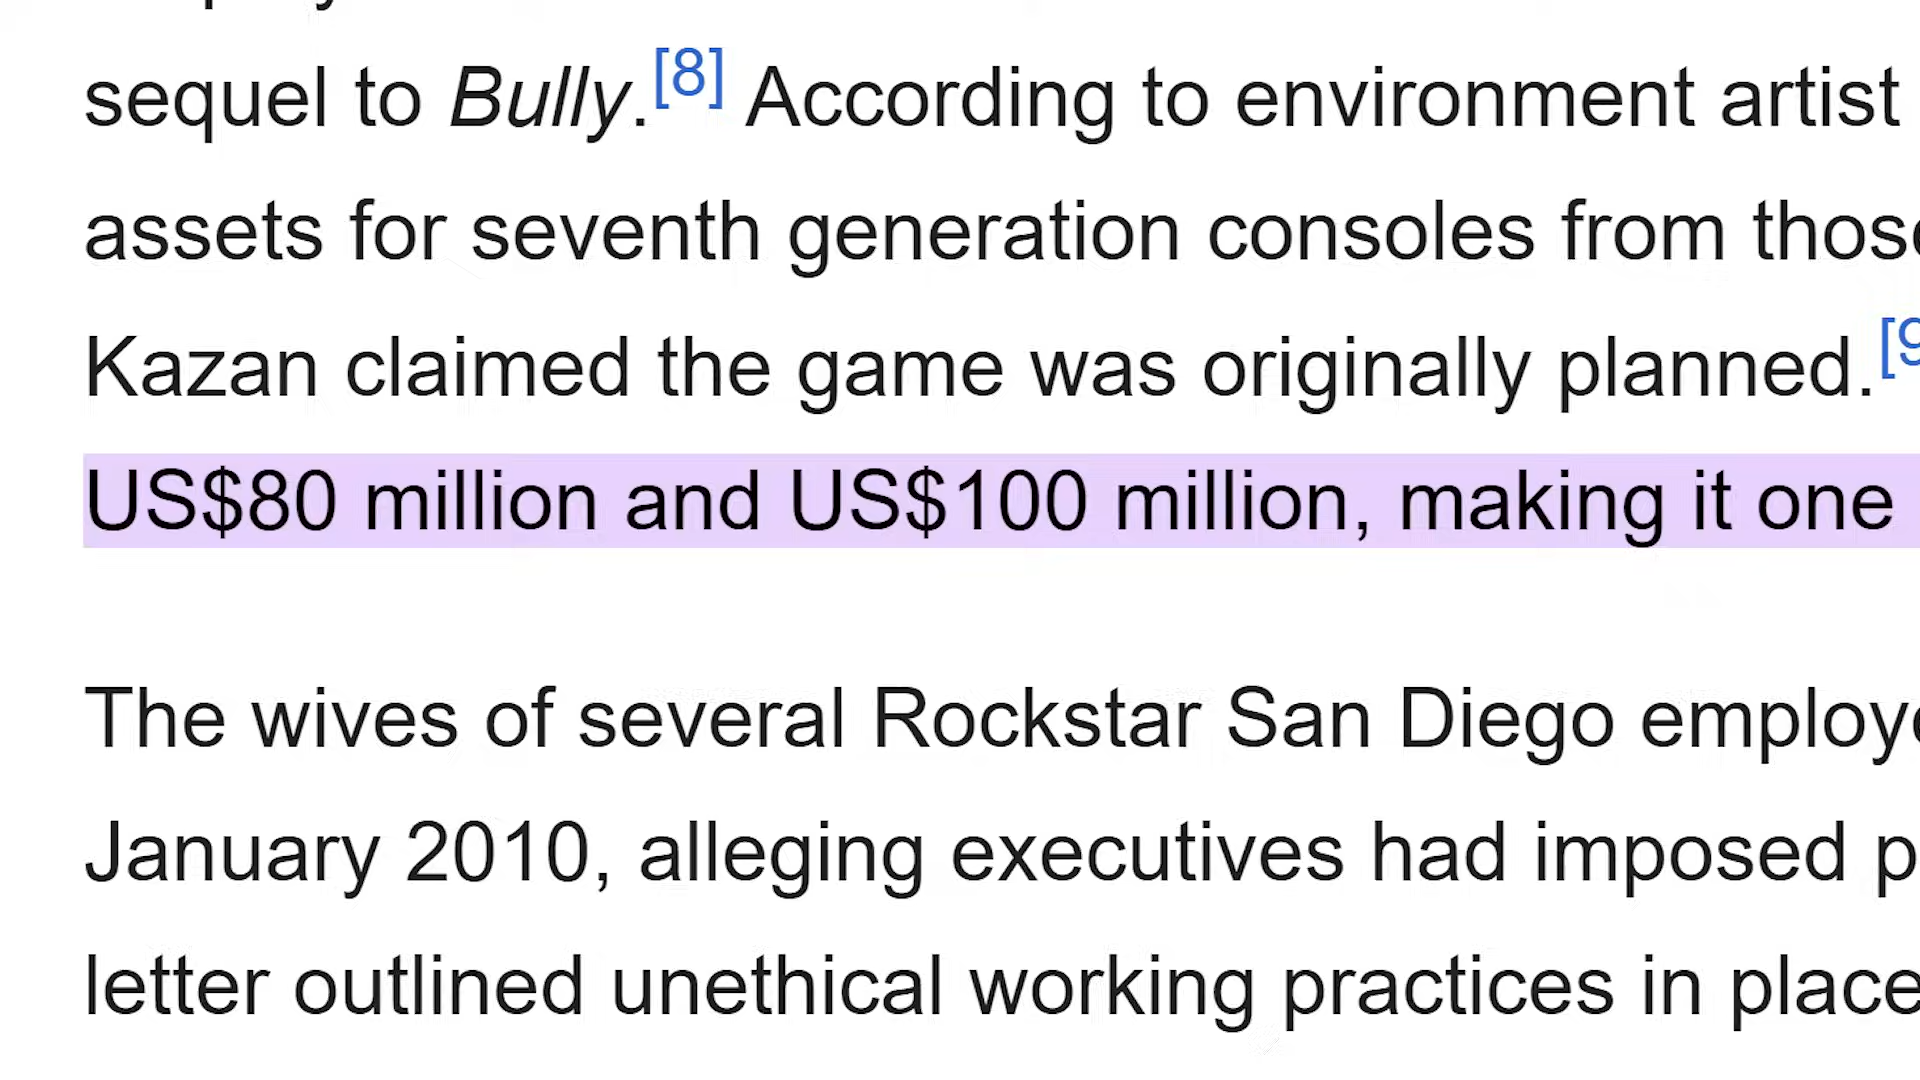 sequel to Bully.[8] According to environment artist
assets for seventh generation consoles from
Kazan claimed the game was originally planned.
US$80 million and US$100 million, making it one
The wives of several Rockstar San Diego
January 2010, alleging executives had imposed
letter outlined unethical working practices in place